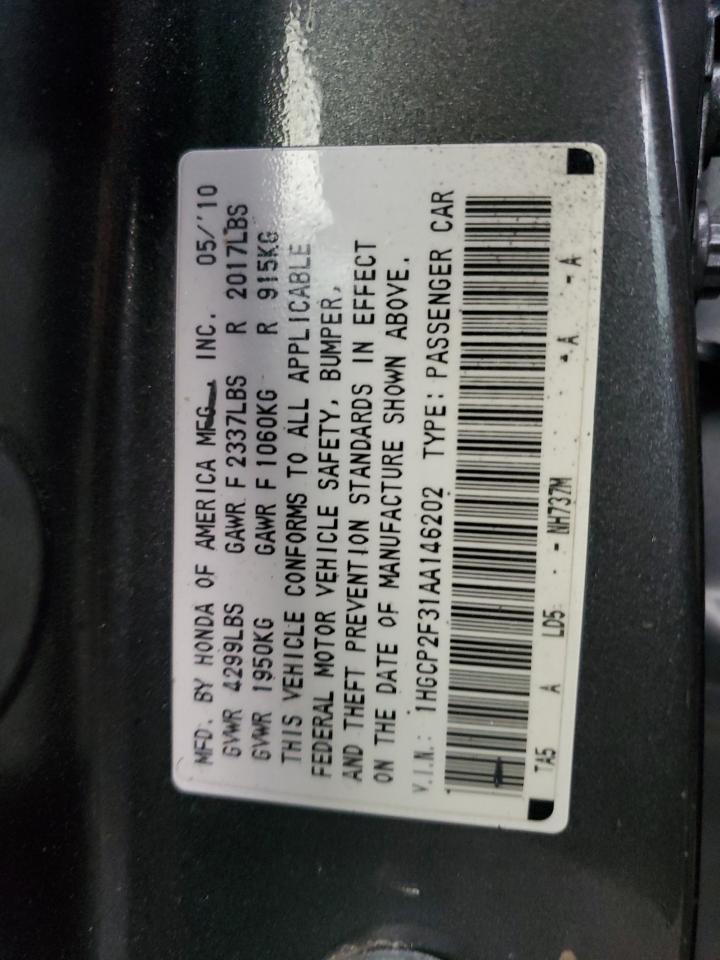 MFD. BY HONDA OF AMERICA MFG., INC. 05/'10
GVWR 4299LBS GAWR F 2337LBS R 2017LBS
GVWR 1950KG GAWR F 1060KG R 915KG
THIS VEHICLE CONFORMS TO ALL APPLICABLE
FEDERAL MOTOR VEHICLE SAFETY, BUMPER,
AND THEFT PREVENTION STANDARDS IN EFFECT
ON THE DATE OF MANUFACTURE SHOWN ABOVE.
V.I.N.: 1HGCP2F31AA146202 TYPE: PASSENGER CAR
TA5 A LD5 - - NH737M - A - A